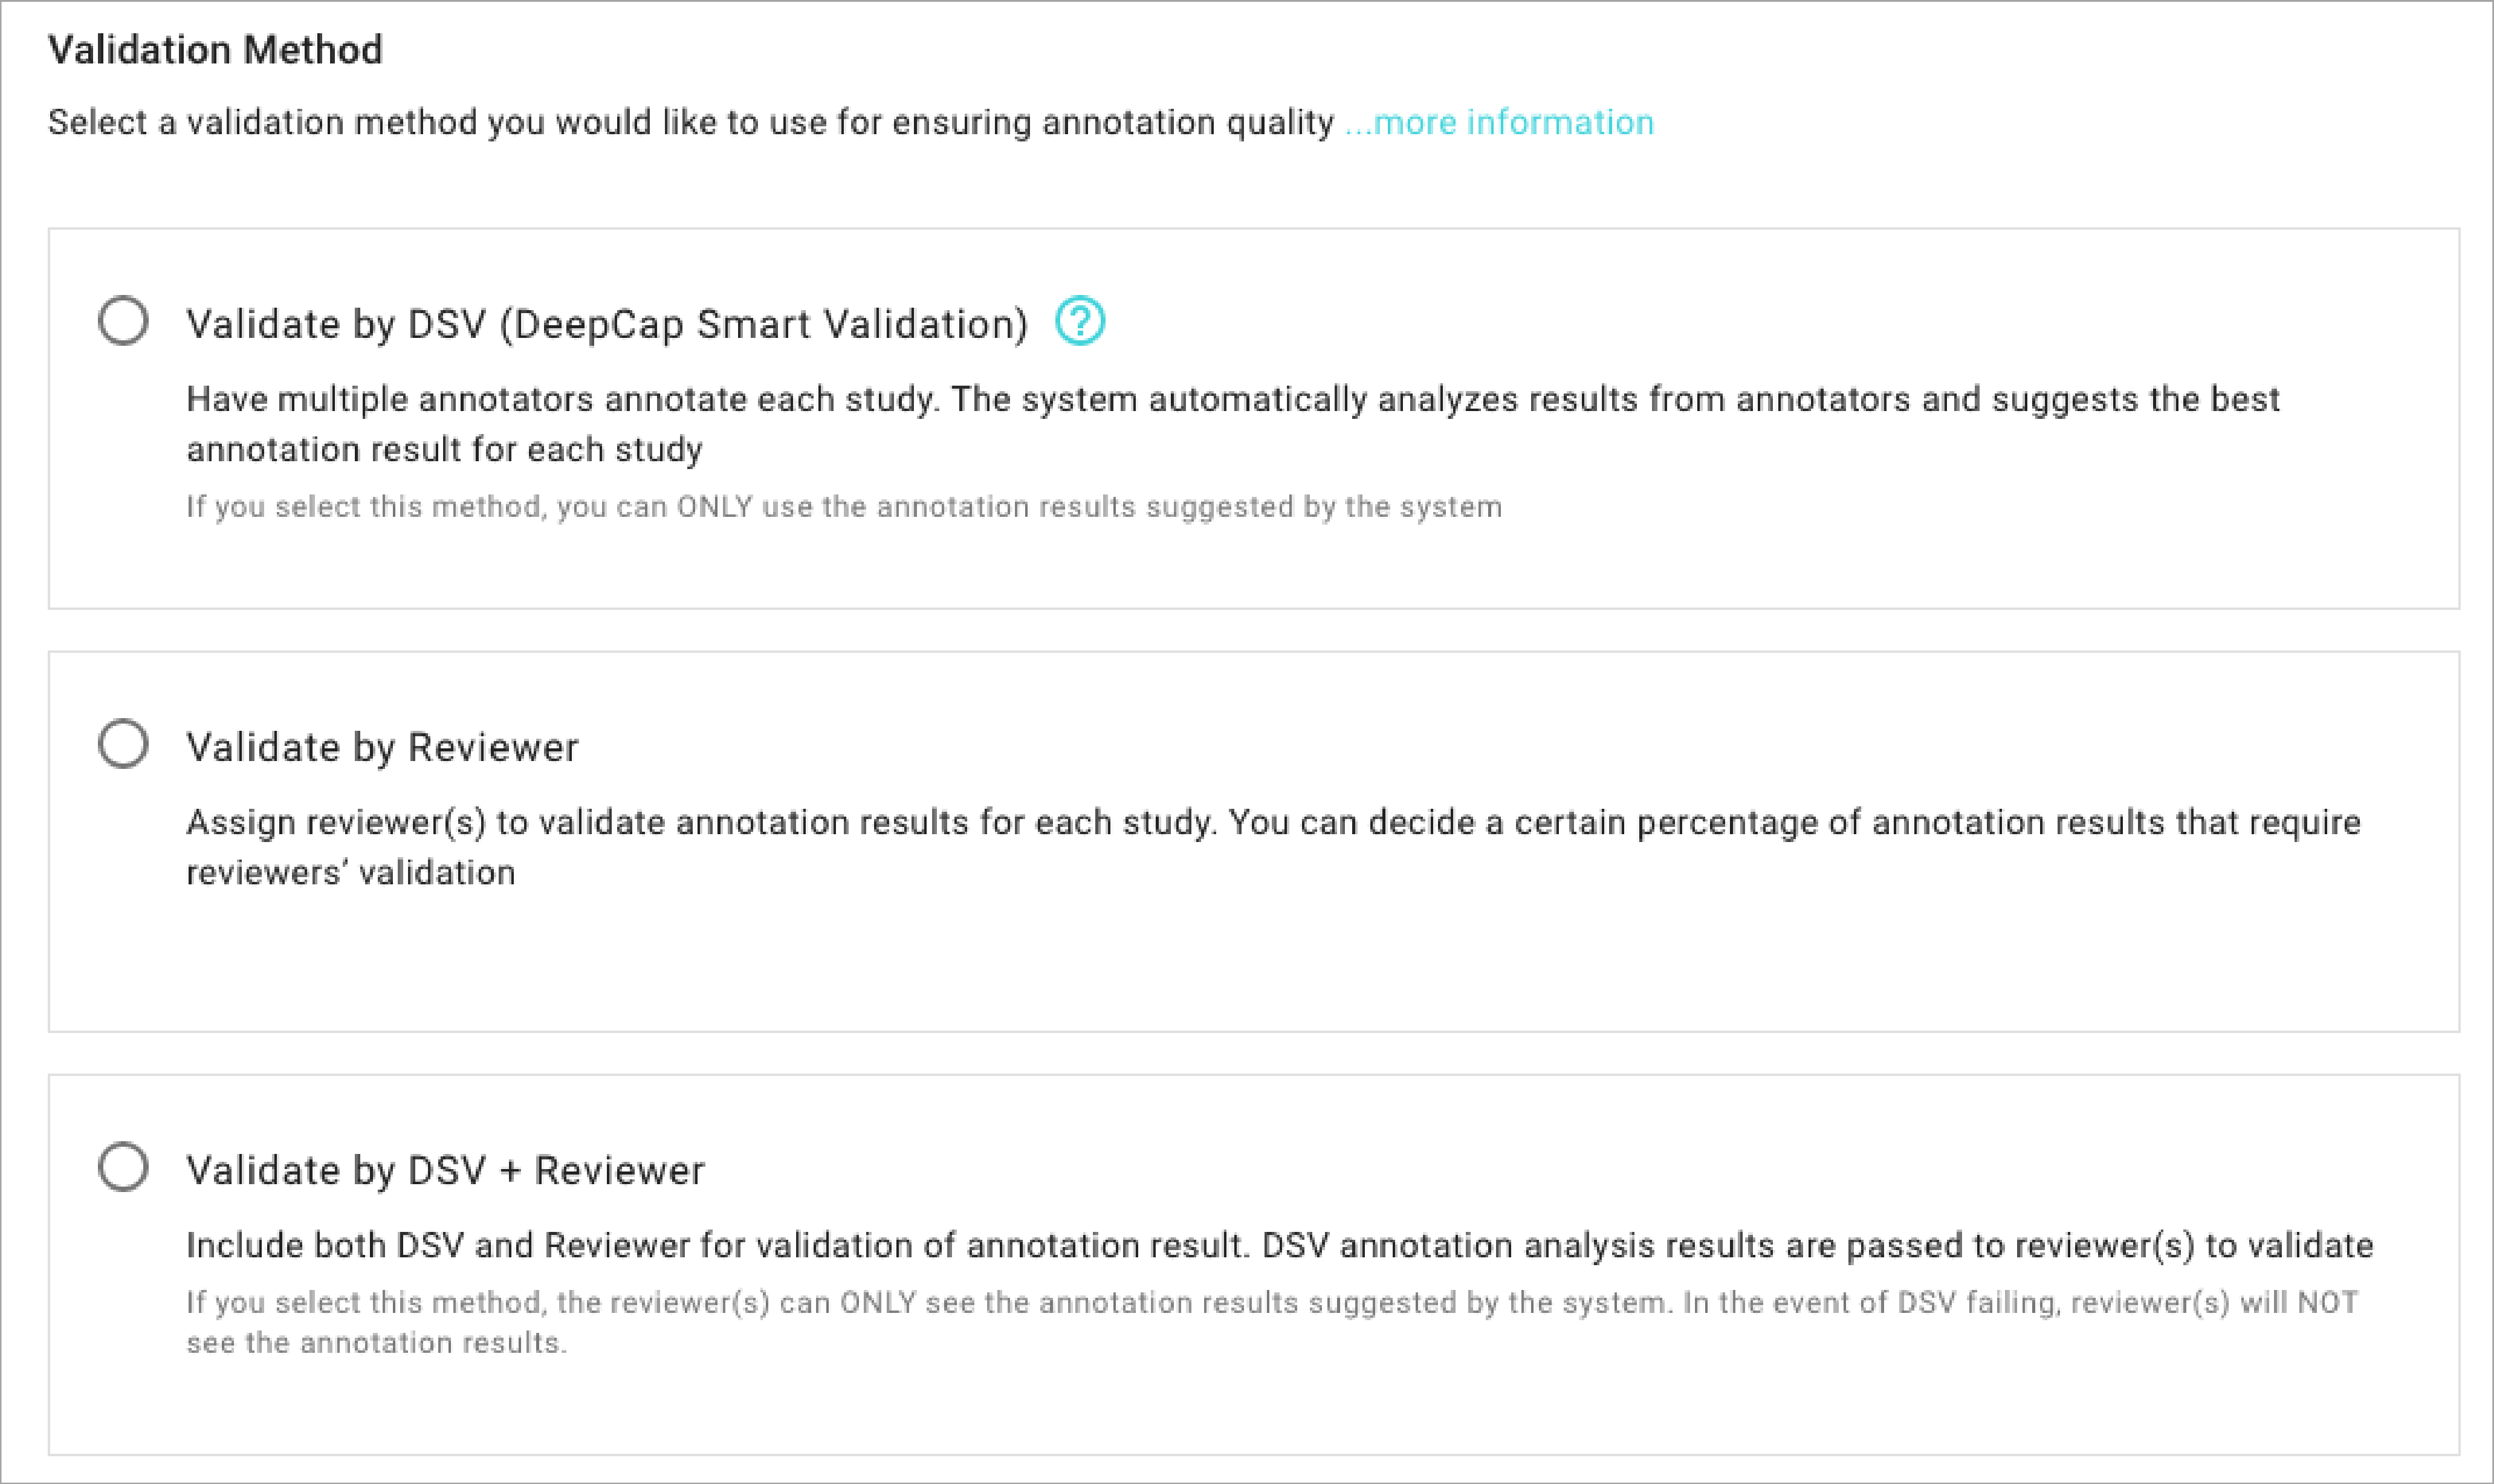 Validation Method
Select a validation method you would like to use for ensuring annotation quality ...more information
Validate by DSV (DeepCap Smart Validation) ?
Have multiple annotators annotate each study. The system automatically analyzes results from annotators and suggests the best
annotation result for each study
If you select this method, you can ONLY use the annotation results suggested by the system
Validate by Reviewer
Assign reviewer(s) to validate annotation results for each study. You can decide a certain percentage of annotation results that require
reviewers’ validation
Validate by DSV + Reviewer
Include both DSV and Reviewer for validation of annotation result. DSV annotation analysis results are passed to reviewer(s) to validate
If you select this method, the reviewer(s) can ONLY see the annotation results suggested by the system. In the event of DSV failing, reviewer(s) will NOT
see the annotation results.